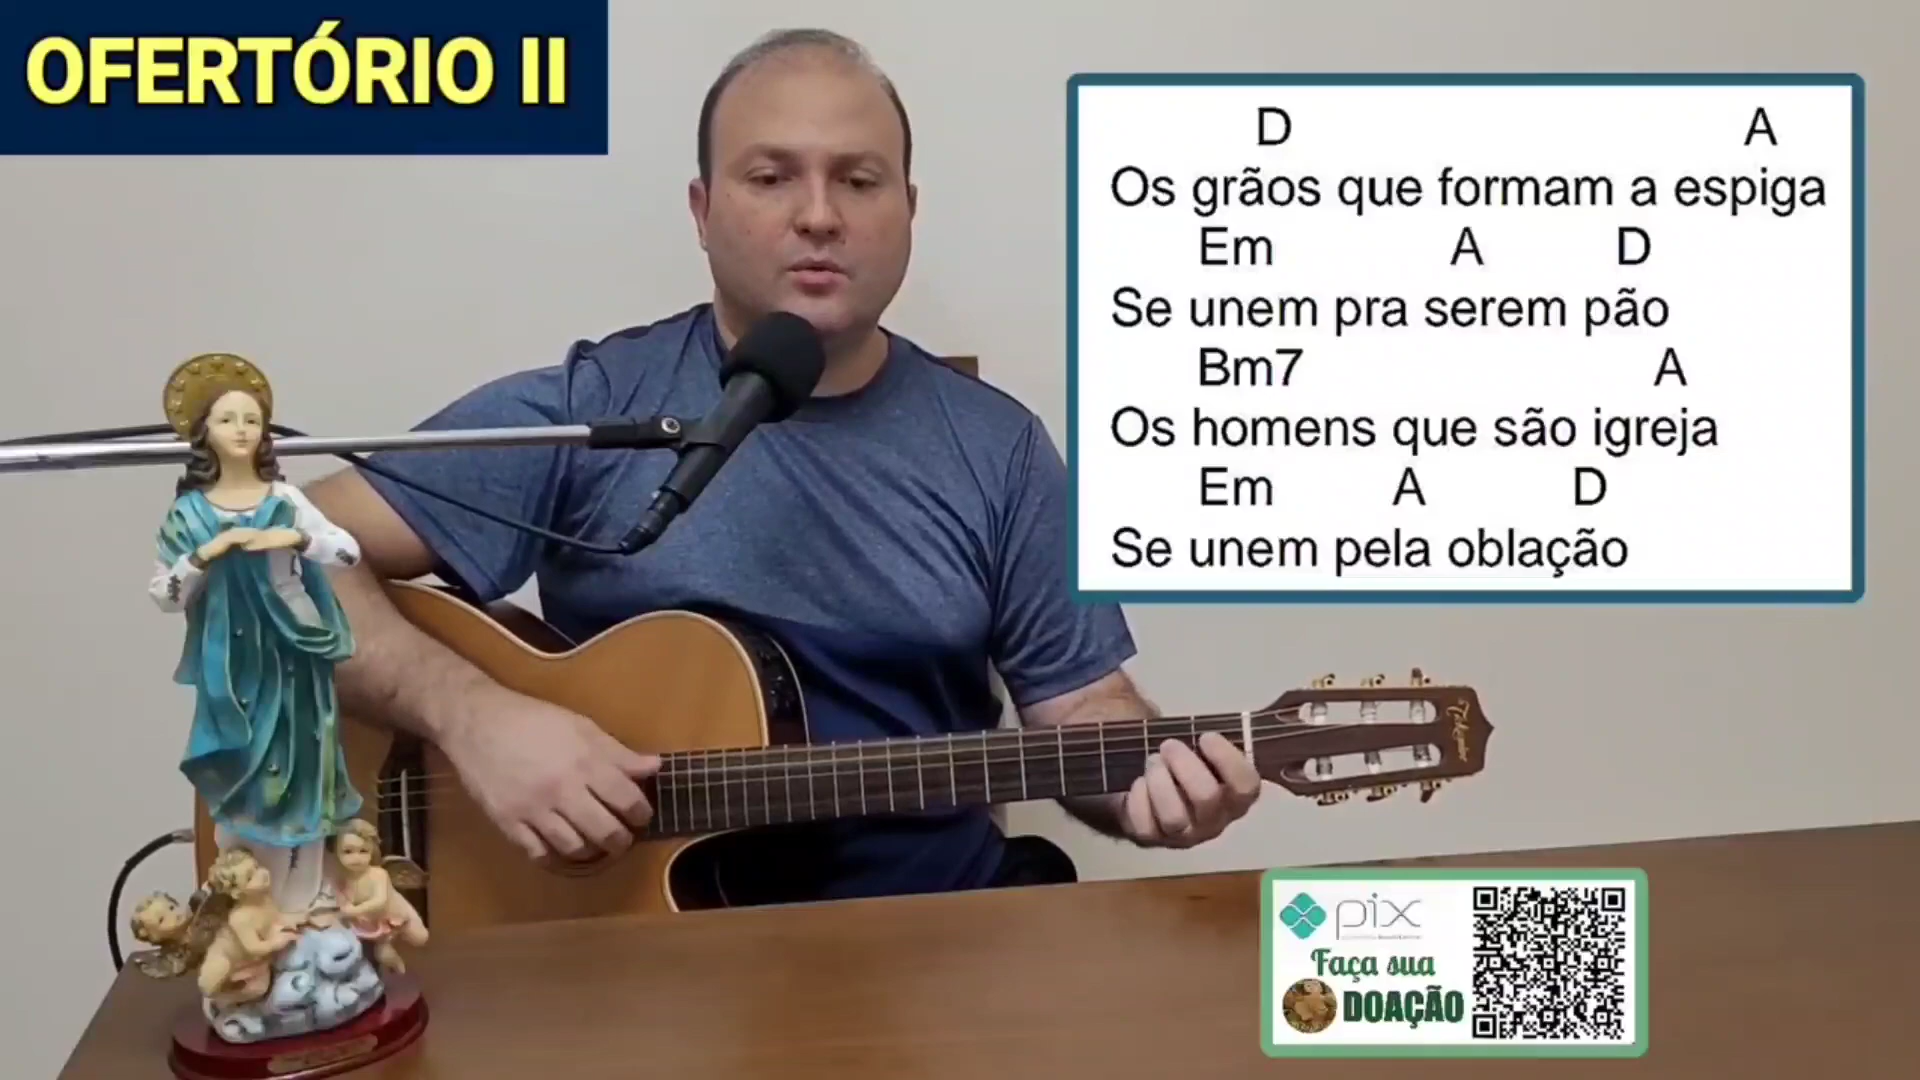 OFERTÓRIO II
D A
Os grãos que formam a espiga
Em A D
Se unem pra serem pão
Bm7 A
Os homens que são igreja
Em A D
Se unem pela oblação
Takamine
pix
Faça sua
DOAÇÃO